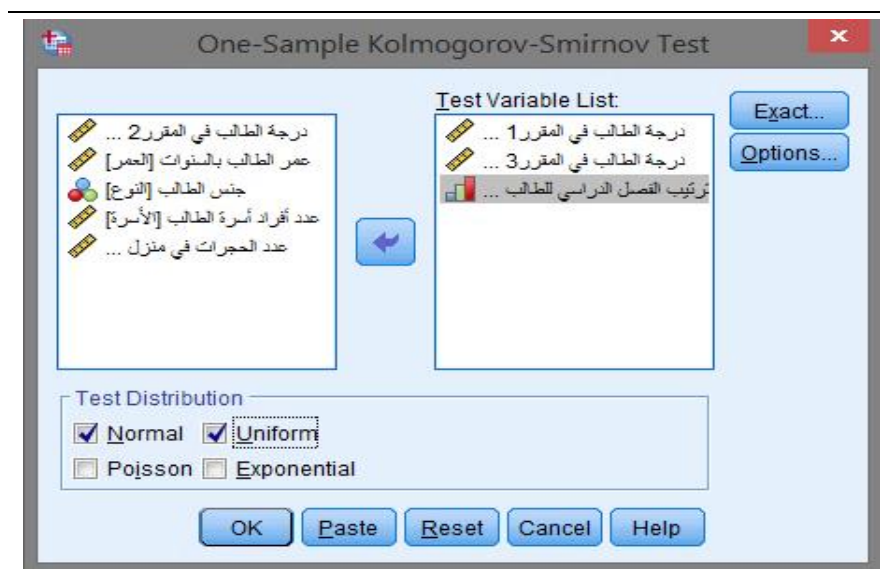 One-Sample Kolmogorov-Smirnov Test
Test Variable List:
درجة الطالب في المقرر2 ...
عمر الطالب بالسنوات [العمر]
جنس الطالب [النوع]
عدد أفراد أسرة الطالب [الأسرة]
عدد الحجرات في منزل ...
درجة الطالب في المقرر1 ...
درجة الطالب في المقرر3 ...
ترتيب الفصل الدراسي للطالب ...
Exact...
Options...
Test Distribution
Normal Uniform
Poisson Exponential
OK Paste Reset Cancel Help